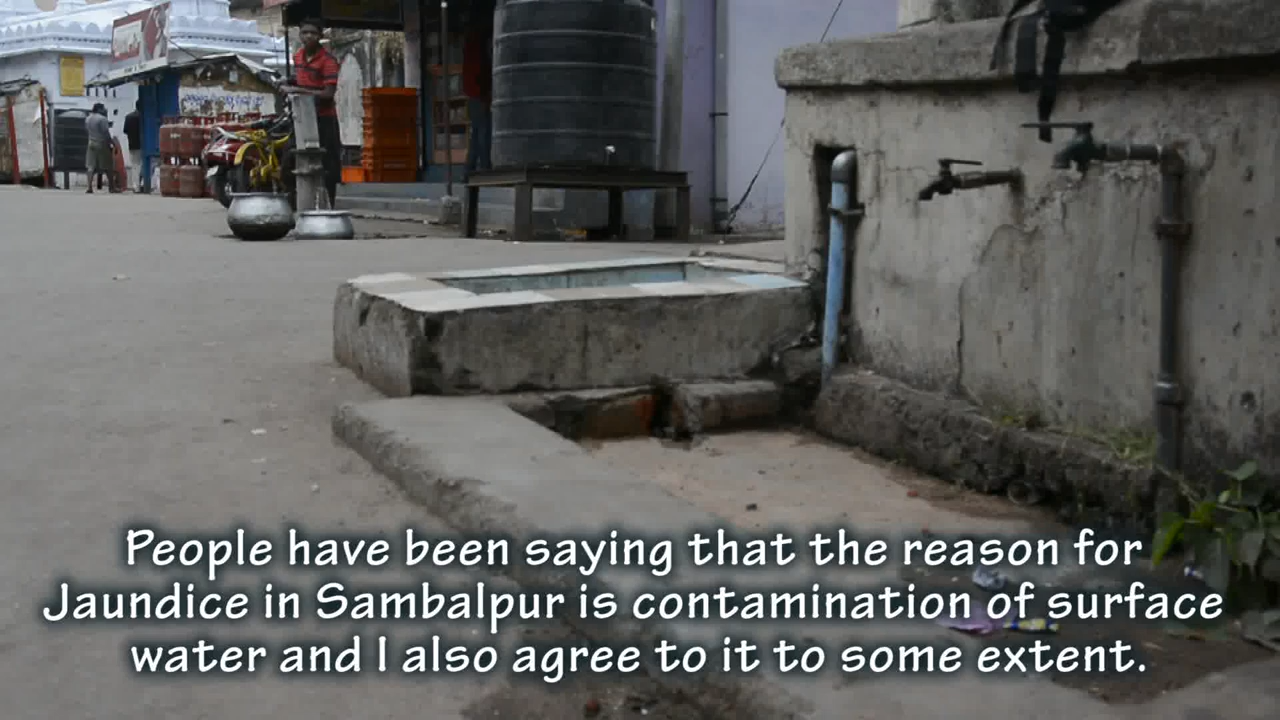 People have been saying that the reason for
Jaundice in Sambalpur is contamination of surface
water and I also agree to it to some extent.